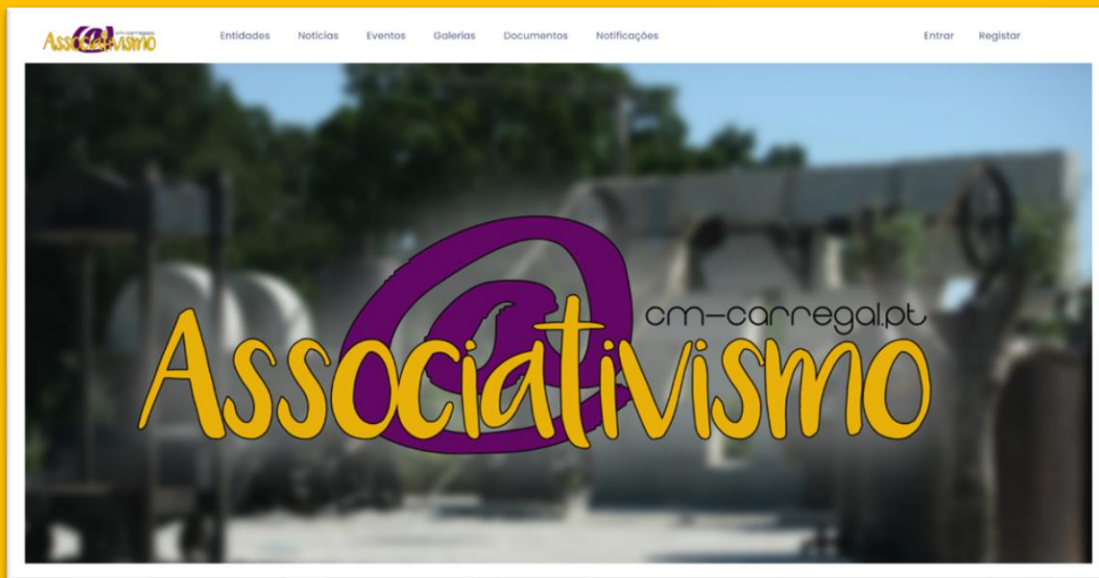 Associativismo
Entidades Notícias Eventos Galerias Documentos Notificações Entrar Registar
cm-carregal.pt
Associativismo